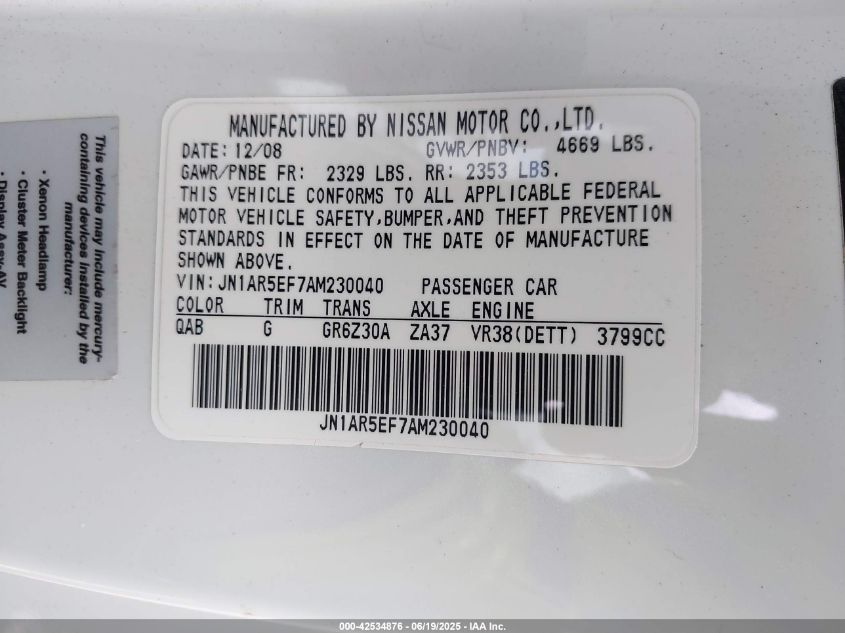 MANUFACTURED BY NISSAN MOTOR CO.,LTD.
DATE: 12/08 GVWR/PNBV: 4669 LBS.
GAWR/PNBE FR: 2329 LBS. RR: 2353 LBS.
THIS VEHICLE CONFORMS TO ALL APPLICABLE FEDERAL
MOTOR VEHICLE SAFETY,BUMPER,AND THEFT PREVENTION
STANDARDS IN EFFECT ON THE DATE OF MANUFACTURE
SHOWN ABOVE.
VIN: JN1AR5EF7AM230040 PASSENGER CAR
COLOR TRIM TRANS AXLE ENGINE
QAB G GR6Z30A ZA37 VR38(DETT) 3799CC
JN1AR5EF7AM230040
This vehicle may include mercury-
containing devices installed by the
manufacturer:
• Xenon Headlamp
• Cluster Meter Backlight
• Display Assy-AV
000-42534876 - 06/19/2025 - IAA Inc.